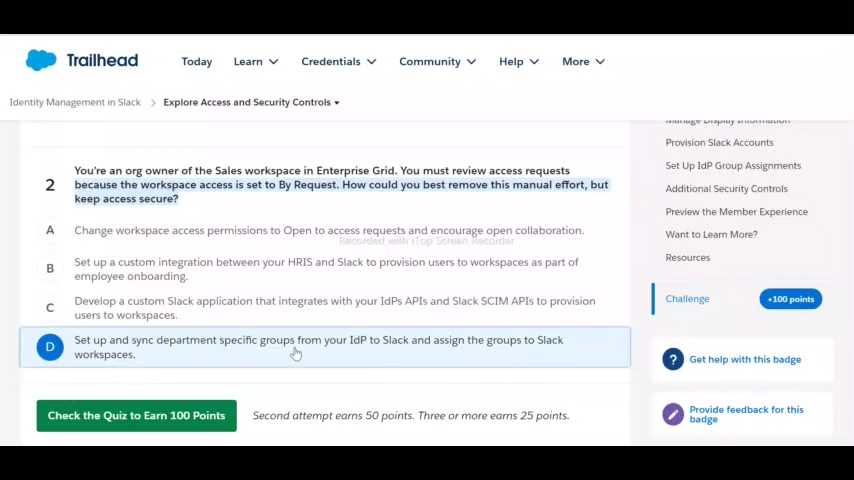 Trailhead
Today Learn Credentials Community Help More
Identity Management in Slack > Explore Access and Security Controls
Manage Display Information
Provision Slack Accounts
Set Up IdP Group Assignments
Additional Security Controls
Preview the Member Experience
Want to Learn More?
Resources
Challenge +100 points
Get help with this badge
Provide feedback for this
badge
2
You're an org owner of the Sales workspace in Enterprise Grid. You must review access requests
because the workspace access is set to By Request. How could you best remove this manual effort, but
keep access secure?
A Change workspace access permissions to Open to access requests and encourage open collaboration.
Recorded with iTop Screen Recorder
B Set up a custom integration between your HRIS and Slack to provision users to workspaces as part of
employee onboarding.
C Develop a custom Slack application that integrates with your IdPs APIs and Slack SCIM APIs to provision
users to workspaces.
D Set up and sync department specific groups from your IdP to Slack and assign the groups to Slack
workspaces.
Check the Quiz to Earn 100 Points Second attempt earns 50 points. Three or more earns 25 points.